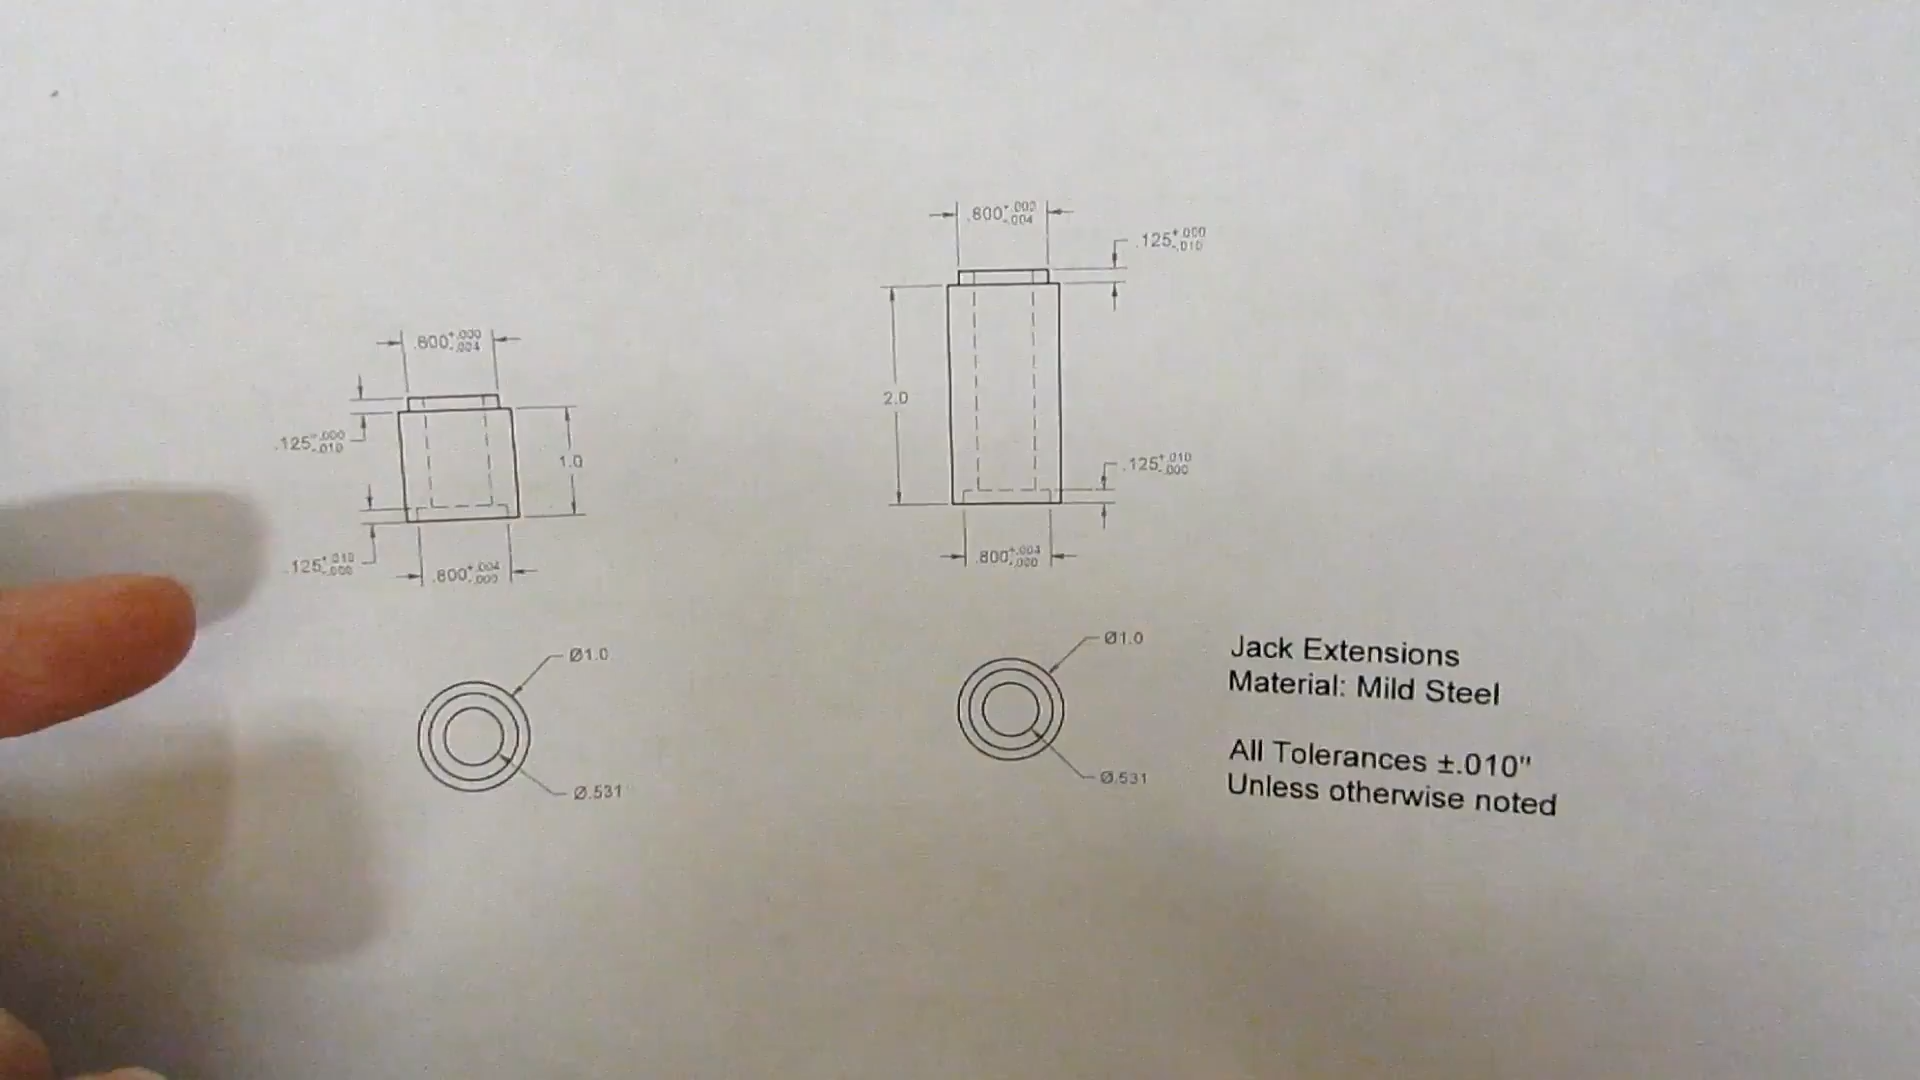 .800+.000
-.004
.125+.000
-.010
1.0
.125+.010
-.000
.800+.004
-.000
Ø1.0
Ø.531
.800+.000
-.004
.125+.000
-.010
2.0
.125+.010
-.000
.800+.004
-.000
Ø1.0
Ø.531
Jack Extensions
Material: Mild Steel
All Tolerances ±.010"
Unless otherwise noted